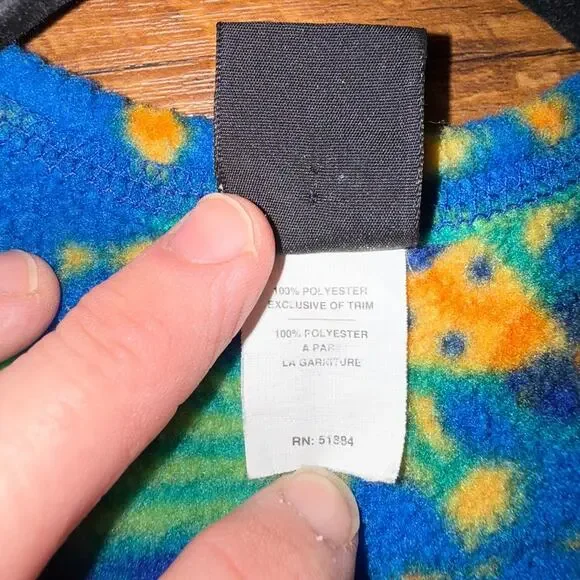 100% POLYESTER
EXCLUSIVE OF TRIM
100% POLYESTER
A PART
LA GARNITURE
RN: 51884